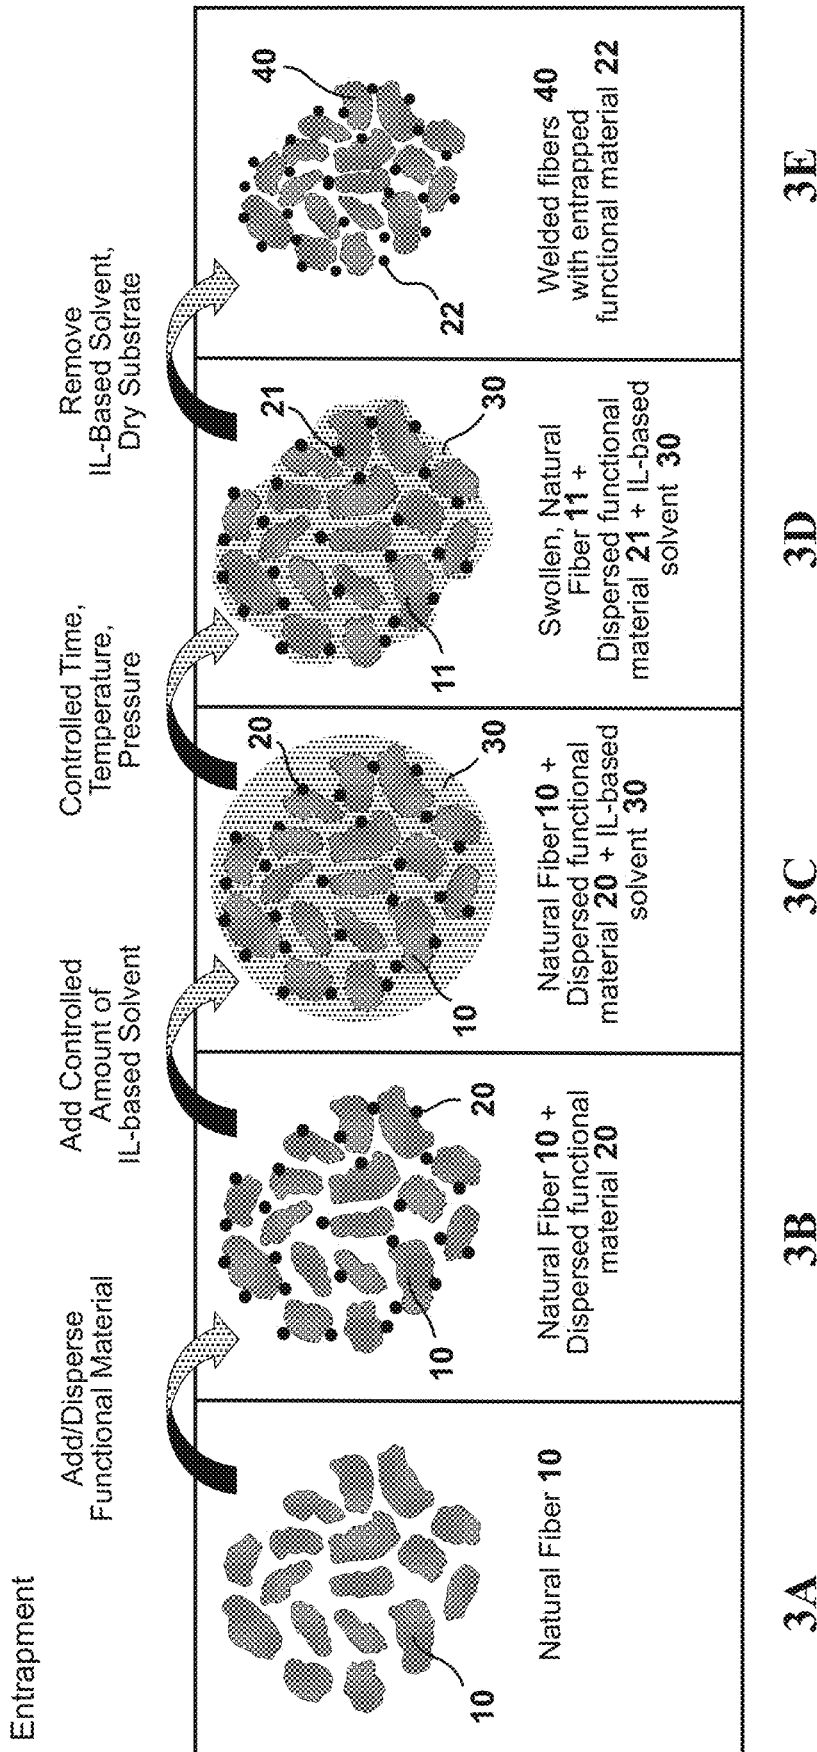 Entrapment
Add/Disperse
Functional Material
Add Controlled
Amount of
IL-based Solvent
Controlled Time,
Temperature,
Pressure
Remove
IL-Based Solvent,
Dry Substrate
10
Natural Fiber 10
3A
10
20
Natural Fiber 10 +
Dispersed functional
material 20
3B
20
10
30
Natural Fiber 10 +
Dispersed functional
material 20 + IL-based
solvent 30
3C
21
11
30
Swollen, Natural
Fiber 11 +
Dispersed functional
material 21 + IL-based
solvent 30
3D
40
22
Welded fibers 40
with entrapped
functional material 22
3E